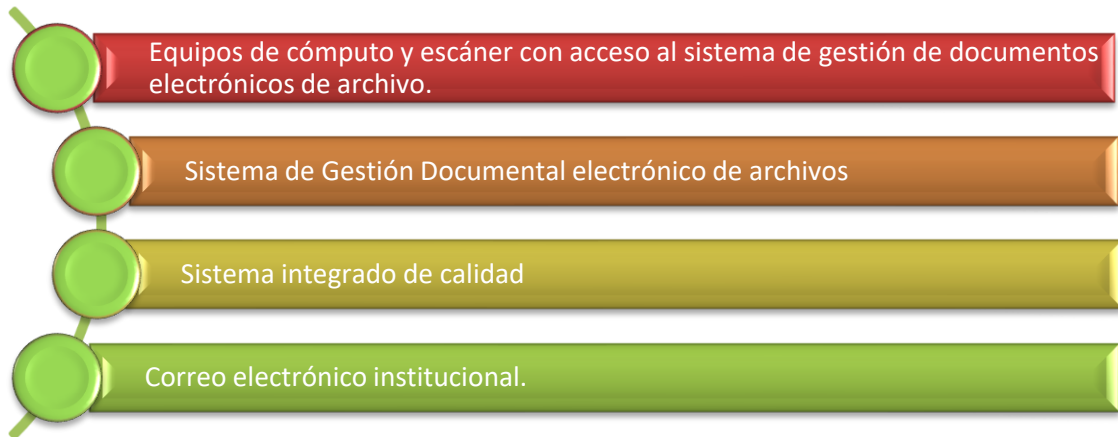 Equipos de cómputo y escáner con acceso al sistema de gestión de documentos
electrónicos de archivo.
Sistema de Gestión Documental electrónico de archivos
Sistema integrado de calidad
Correo electrónico institucional.